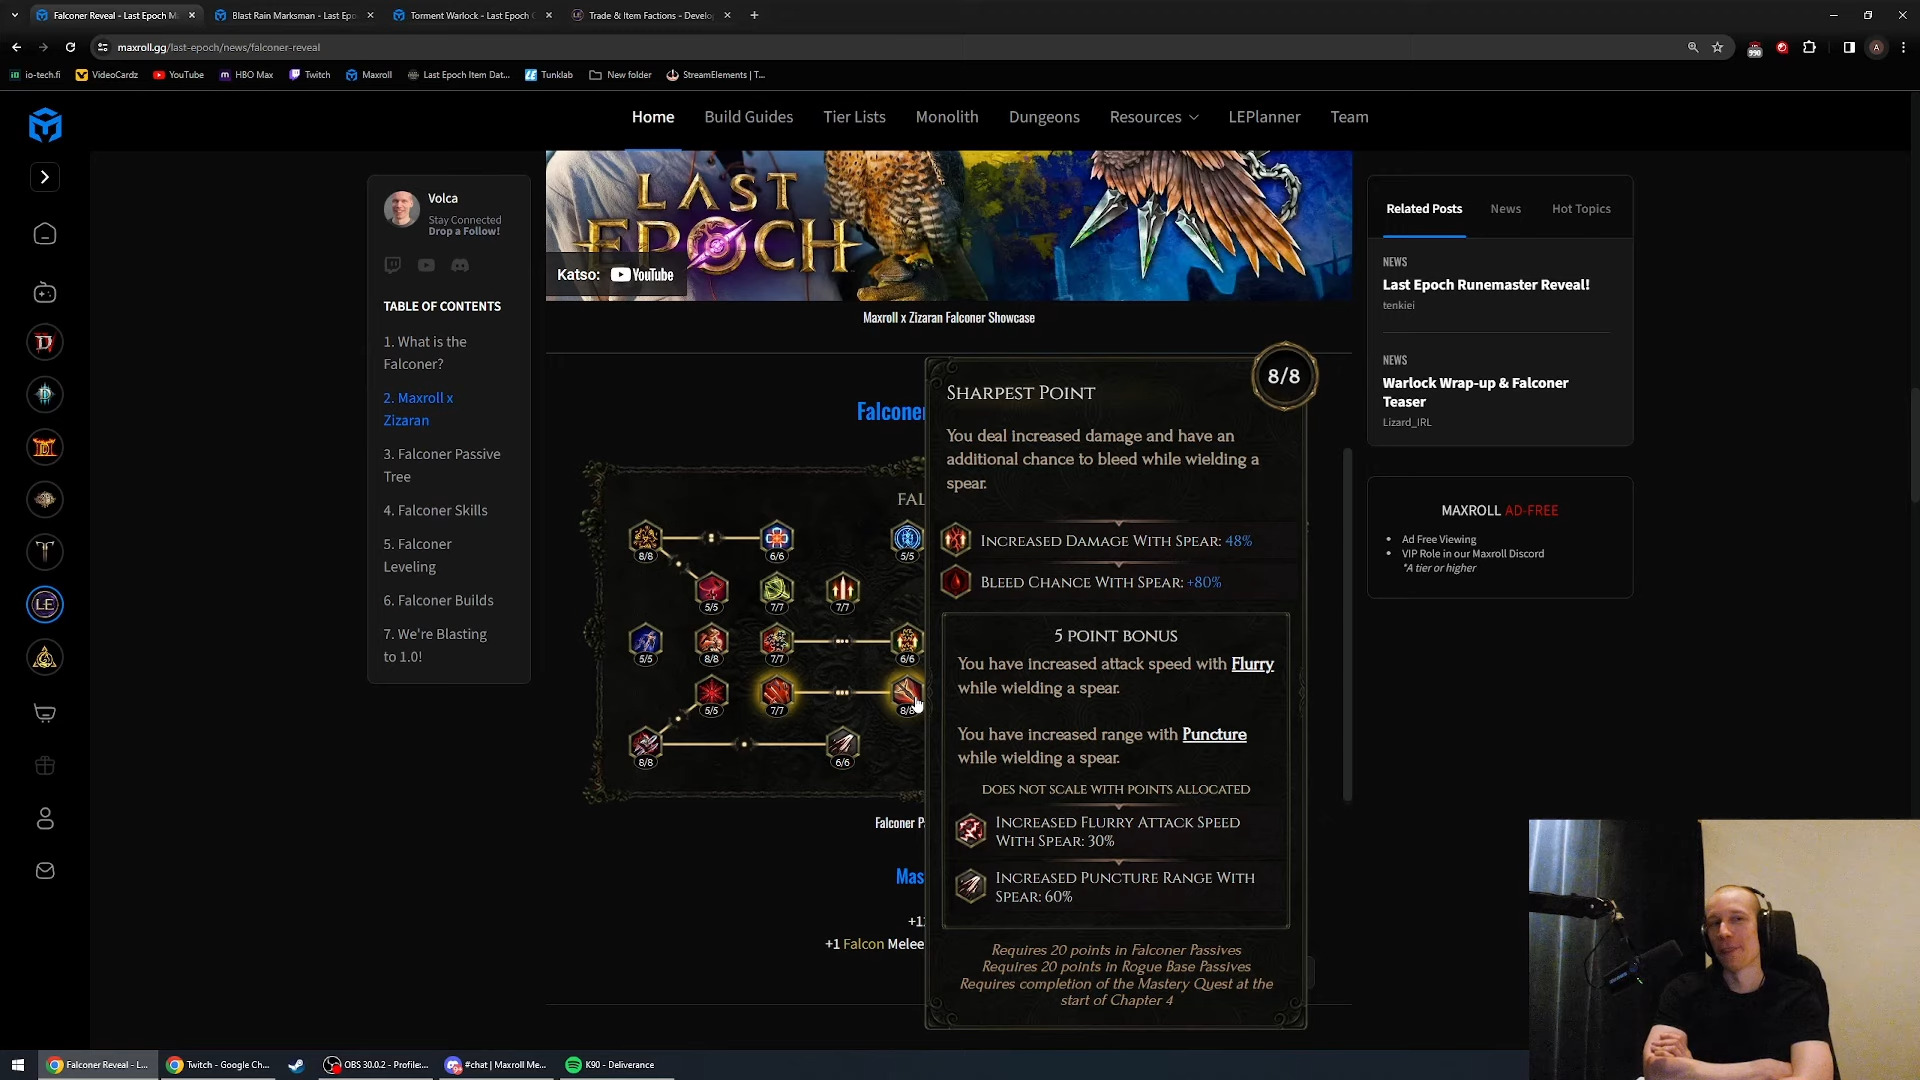 Falconer Reveal - Last Epoch M
Blast Rain Marksman - Last Epo
Torment Warlock - Last Epoch
Trade & Item Factions - Develo
maxroll.gg/last-epoch/news/falconer-reveal
990
A
io-tech.fi
VideoCardz
YouTube
HBO Max
Twitch
Maxroll
Last Epoch Item Dat...
Tunklab
New folder
StreamElements | T...
Home
Build Guides
Tier Lists
Monolith
Dungeons
Resources
LEPlanner
Team
Volca
Stay Connected
Drop a Follow!
TABLE OF CONTENTS
1. What is the
Falconer?
2. Maxroll x
Zizaran
3. Falconer Passive
Tree
4. Falconer Skills
5. Falconer
Leveling
6. Falconer Builds
7. We're Blasting
to 1.0!
LE
LAST
EPOCH
Katso: YouTube
Maxroll x Zizaran Falconer Showcase
Falconer
FAL
8/8
6/6
5/5
5/5
7/7
7/7
5/5
8/8
7/7
6/6
5/5
7/7
8/8
8/8
6/6
Falconer P
Mas
+1
+1 Falcon Melee
8/8
SHARPEST POINT
You deal increased damage and have an
additional chance to bleed while wielding a
spear.
INCREASED DAMAGE WITH SPEAR: 48%
BLEED CHANCE WITH SPEAR: +80%
5 POINT BONUS
You have increased attack speed with Flurry
while wielding a spear.
You have increased range with Puncture
while wielding a spear.
DOES NOT SCALE WITH POINTS ALLOCATED
INCREASED FLURRY ATTACK SPEED
WITH SPEAR: 30%
INCREASED PUNCTURE RANGE WITH
SPEAR: 60%
Requires 20 points in Falconer Passives
Requires 20 points in Rogue Base Passives
Requires completion of the Mastery Quest at the
start of Chapter 4
Related Posts
News
Hot Topics
NEWS
Last Epoch Runemaster Reveal!
tenkiei
NEWS
Warlock Wrap-up & Falconer
Teaser
Lizard_IRL
MAXROLL AD-FREE
• Ad Free Viewing
• VIP Role in our Maxroll Discord
*A tier or higher
Falconer Reveal - L...
Twitch - Google Ch...
OBS 30.0.2 - Profile:...
#chat | Maxroll Me...
K90 - Deliverance